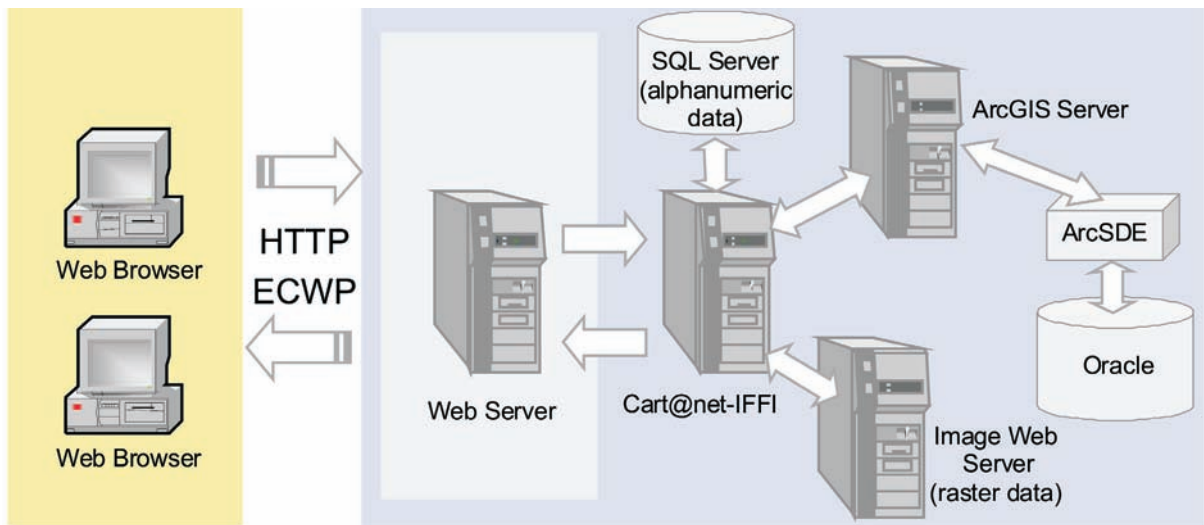 Web Browser
Web Browser
HTTP
ECWP
Web Server
SQL Server
(alphanumeric
data)
Cart@net-IFFI
ArcGIS Server
ArcSDE
Oracle
Image Web
Server
(raster data)